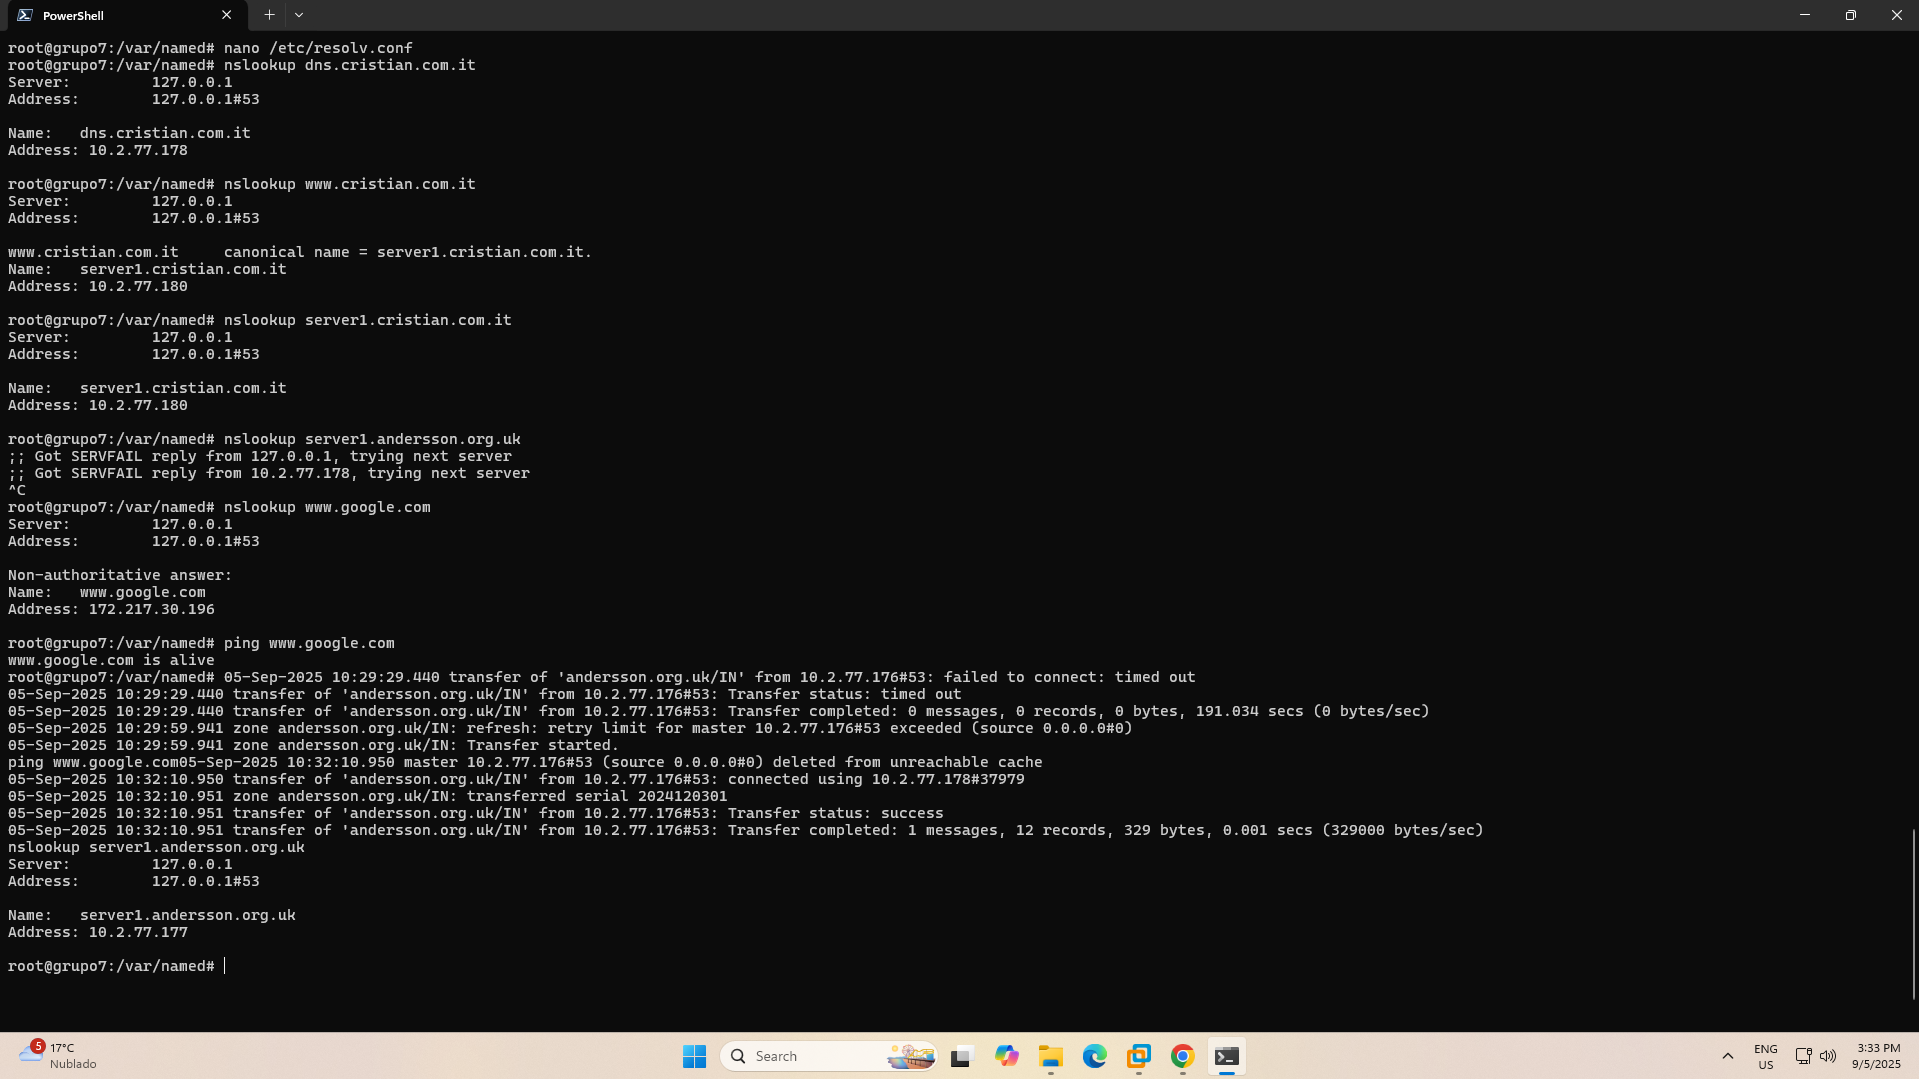 PowerShell
root@grupo7:/var/named# nano /etc/resolv.conf
root@grupo7:/var/named# nslookup dns.cristian.com.it
Server:         127.0.0.1
Address:        127.0.0.1#53
Name:   dns.cristian.com.it
Address: 10.2.77.178
root@grupo7:/var/named# nslookup www.cristian.com.it
Server:         127.0.0.1
Address:        127.0.0.1#53
www.cristian.com.it     canonical name = server1.cristian.com.it.
Name:   server1.cristian.com.it
Address: 10.2.77.180
root@grupo7:/var/named# nslookup server1.cristian.com.it
Server:         127.0.0.1
Address:        127.0.0.1#53
Name:   server1.cristian.com.it
Address: 10.2.77.180
root@grupo7:/var/named# nslookup server1.andersson.org.uk
;; Got SERVFAIL reply from 127.0.0.1, trying next server
;; Got SERVFAIL reply from 10.2.77.178, trying next server
^C
root@grupo7:/var/named# nslookup www.google.com
Server:         127.0.0.1
Address:        127.0.0.1#53
Non-authoritative answer:
Name:   www.google.com
Address: 172.217.30.196
root@grupo7:/var/named# ping www.google.com
www.google.com is alive
root@grupo7:/var/named# 05-Sep-2025 10:29:29.440 transfer of 'andersson.org.uk/IN' from 10.2.77.176#53: failed to connect: timed out
05-Sep-2025 10:29:29.440 transfer of 'andersson.org.uk/IN' from 10.2.77.176#53: Transfer status: timed out
05-Sep-2025 10:29:29.440 transfer of 'andersson.org.uk/IN' from 10.2.77.176#53: Transfer completed: 0 messages, 0 records, 0 bytes, 191.034 secs (0 bytes/sec)
05-Sep-2025 10:29:59.941 zone andersson.org.uk/IN: refresh: retry limit for master 10.2.77.176#53 exceeded (source 0.0.0.0#0)
05-Sep-2025 10:29:59.941 zone andersson.org.uk/IN: Transfer started.
ping www.google.com05-Sep-2025 10:32:10.950 master 10.2.77.176#53 (source 0.0.0.0#0) deleted from unreachable cache
05-Sep-2025 10:32:10.950 transfer of 'andersson.org.uk/IN' from 10.2.77.176#53: connected using 10.2.77.178#37979
05-Sep-2025 10:32:10.951 zone andersson.org.uk/IN: transferred serial 2024120301
05-Sep-2025 10:32:10.951 transfer of 'andersson.org.uk/IN' from 10.2.77.176#53: Transfer status: success
05-Sep-2025 10:32:10.951 transfer of 'andersson.org.uk/IN' from 10.2.77.176#53: Transfer completed: 1 messages, 12 records, 329 bytes, 0.001 secs (329000 bytes/sec)
nslookup server1.andersson.org.uk
Server:         127.0.0.1
Address:        127.0.0.1#53
Name:   server1.andersson.org.uk
Address: 10.2.77.177
root@grupo7:/var/named#
5
17°C
Nublado
Search
ENG
US
3:33 PM
9/5/2025